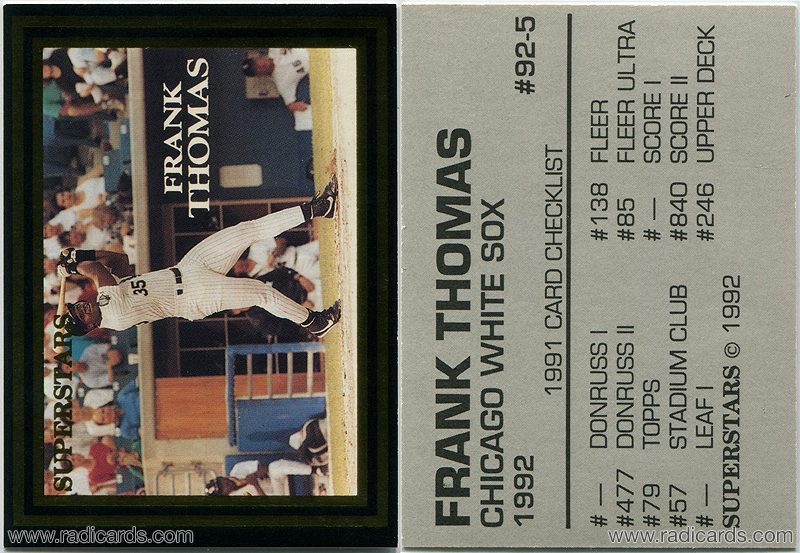 SUPERSTARS
FRANK
THOMAS
35
www.radicards.com
FRANK THOMAS
CHICAGO WHITE SOX
1992 #92-5
1991 CARD CHECKLIST
# — DONRUSS I #138 FLEER
#477 DONRUSS II #85 FLEER ULTRA
#79 TOPPS # — SCORE I
#57 STADIUM CLUB #840 SCORE II
# — LEAF I #246 UPPER DECK
SUPERSTARS © 1992
www.radicards.com